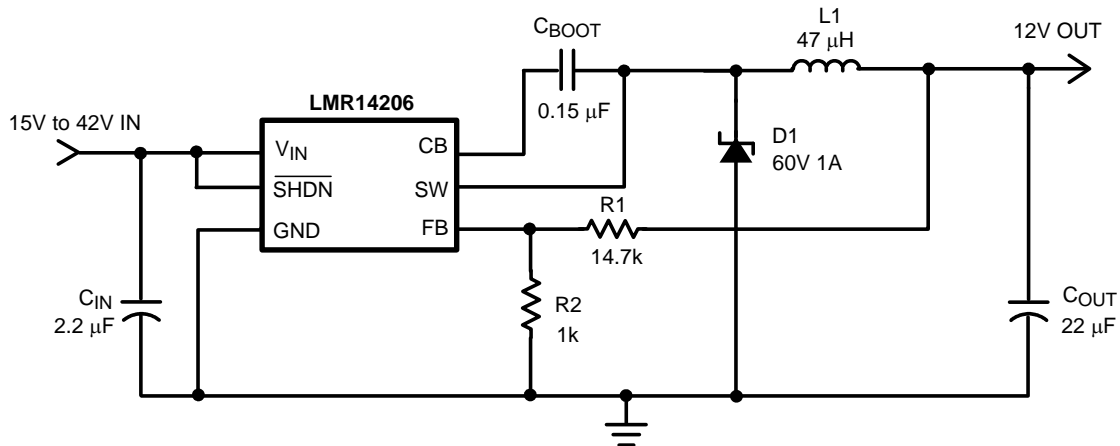 C_BOOT
0.15 μF
L1
47 μH
12V OUT
LMR14206
15V to 42V IN
V_IN
CB
SHDN
SW
GND
FB
D1
60V 1A
R1
14.7k
R2
1k
C_IN
2.2 μF
C_OUT
22 μF